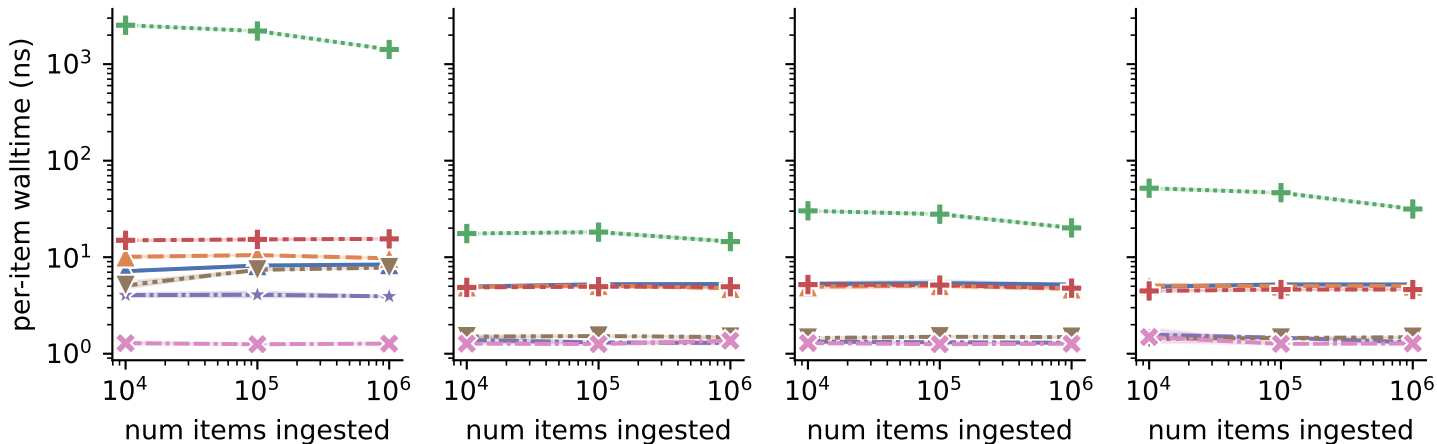 per-item walltime (ns)
10³
10²
10¹
10⁰
10⁴ 10⁵ 10⁶
num items ingested
10⁴ 10⁵ 10⁶
num items ingested
10⁴ 10⁵ 10⁶
num items ingested
10⁴ 10⁵ 10⁶
num items ingested